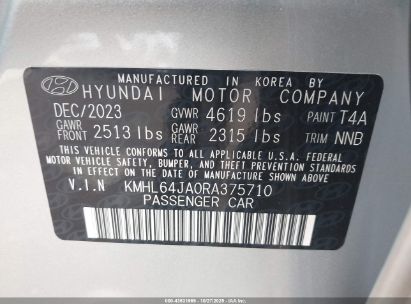 MANUFACTURED IN KOREA BY
HYUNDAI MOTOR COMPANY
DEC/2023 GVWR 4619 lbs PAINT T4A
GAWR FRONT 2513 lbs GAWR REAR 2315 lbs TRIM NNB
THIS VEHICLE CONFORMS TO ALL APPLICABLE U.S.A. FEDERAL
MOTOR VEHICLE SAFETY, BUMPER, AND THEFT PREVENTION
STANDARDS IN EFFECT ON THE DATE OF MANUFACTURE SHOWN ABOVE.
V.I.N KMHL64JA0RA375710
PASSENGER CAR